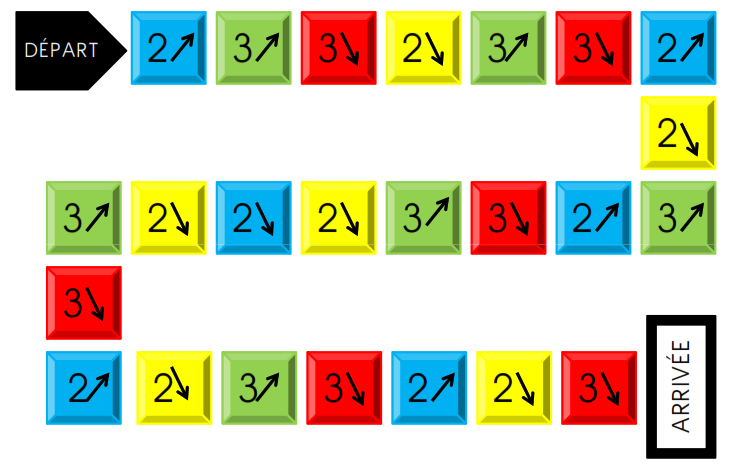 DÉPART 2↗ 3↗ 3↘ 2↘ 3↗ 3↘ 2↗
2↘
3↗ 2↘ 2↘ 2↘ 3↗ 3↘ 2↗ 3↗
3↘
2↗ 2↘ 3↗ 3↘ 2↗ 2↘ 3↘
ARRIVÉE